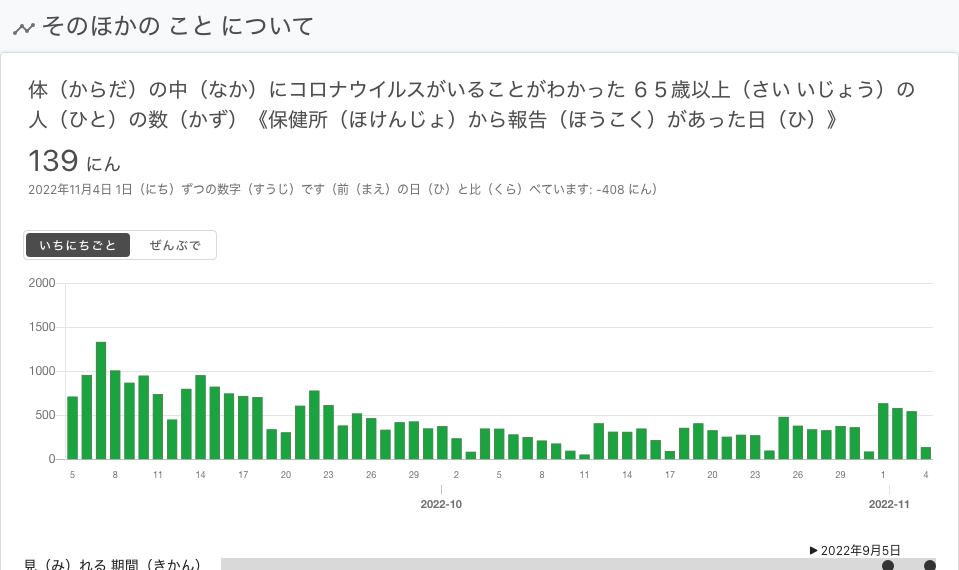 そのほかの こと について
体（からだ）の中（なか）にコロナウイルスがいることがわかった ６５歳以上（さい いじょう）の
人（ひと）の数（かず）《保健所（ほけんじょ）から報告（ほうこく）があった日（ひ）》
139 にん
2022年11月4日 1日（にち）ずつの数字（すうじ）です（前（まえ）の日（ひ）と比（くら）べています: -408 にん）
いちにちごと ぜんぶで
2000
1500
1000
500
0
5 8 11 14 17 20 23 26 29 2 5 8 11 14 17 20 23 26 29 1 4
2022-10 2022-11
▶ 2022年9月5日
見（み）れる 期間（きかん）